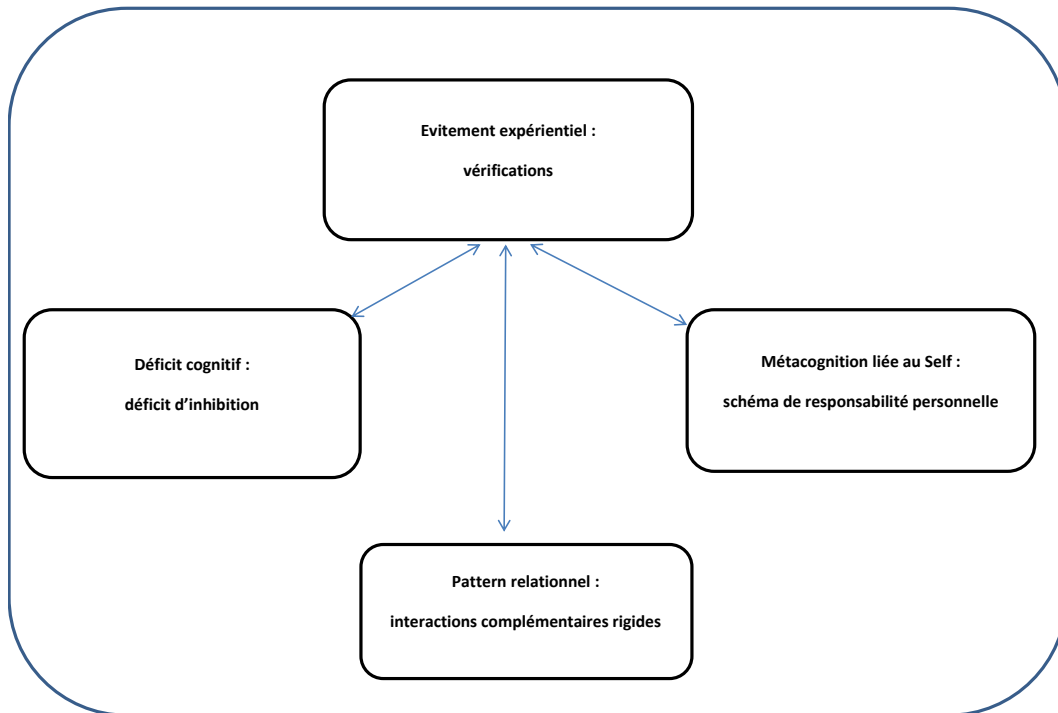 Evitement expérientiel :
vérifications
Déficit cognitif :
déficit d’inhibition
Métacognition liée au Self :
schéma de responsabilité personnelle
Pattern relationnel :
interactions complémentaires rigides